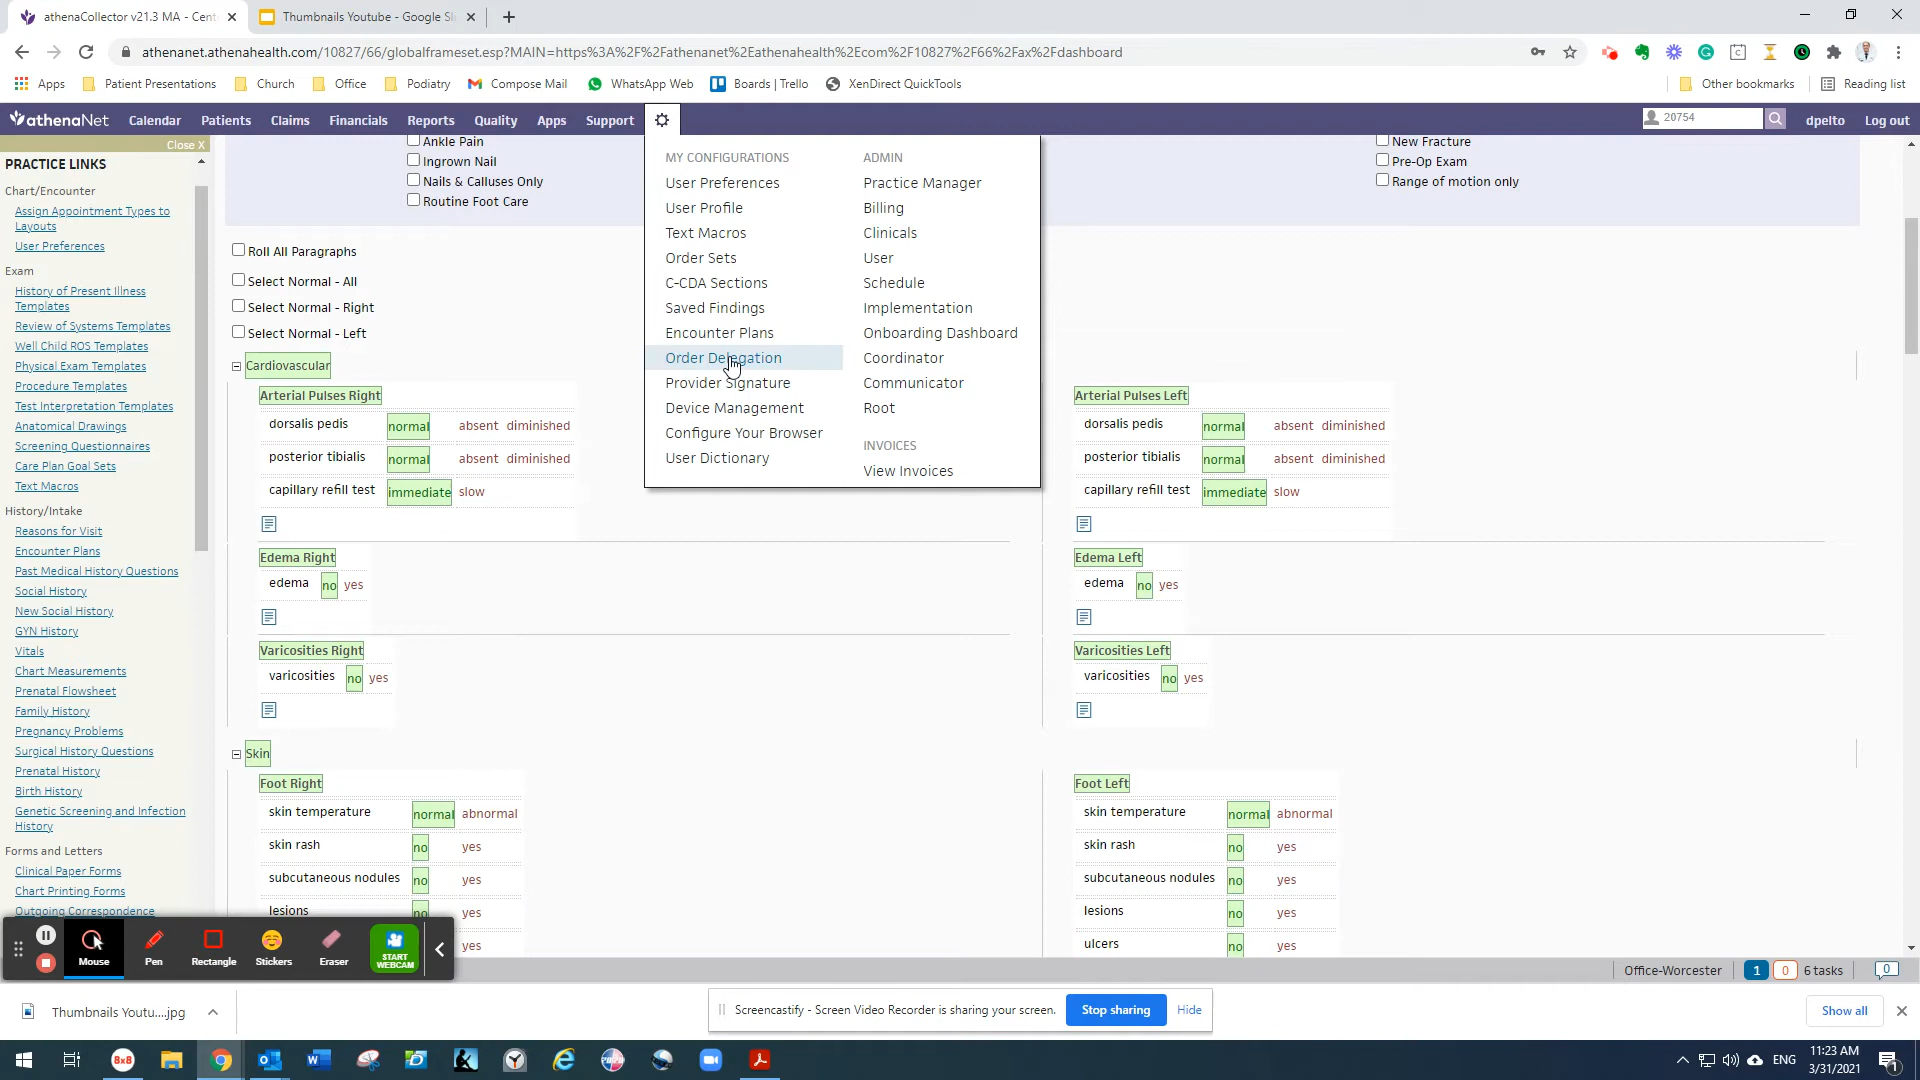 athenaCollector v21.3 MA - Cent
Thumbnails Youtube - Google Sli
athenanet.athenahealth.com/10827/66/globalframeset.esp?MAIN=https%3A%2F%2Fathenanet%2Eathenahealth%2Ecom%2F10827%2F66%2Fax%2Fdashboard
Apps
Patient Presentations
Church
Office
Podiatry
Compose Mail
WhatsApp Web
Boards | Trello
XenDirect QuickTools
Other bookmarks
Reading list
athenaNet
Calendar
Patients
Claims
Financials
Reports
Quality
Apps
Support
20754
dpelto
Log out
Close X
PRACTICE LINKS
Chart/Encounter
Assign Appointment Types to
Layouts
User Preferences
Exam
History of Present Illness
Templates
Review of Systems Templates
Well Child ROS Templates
Physical Exam Templates
Procedure Templates
Test Interpretation Templates
Anatomical Drawings
Screening Questionnaires
Care Plan Goal Sets
Text Macros
History/Intake
Reasons for Visit
Encounter Plans
Past Medical History Questions
Social History
New Social History
GYN History
Vitals
Chart Measurements
Prenatal Flowsheet
Family History
Pregnancy Problems
Surgical History Questions
Prenatal History
Birth History
Genetic Screening and Infection
History
Forms and Letters
Clinical Paper Forms
Chart Printing Forms
Outgoing Correspondence
Ankle Pain
Ingrown Nail
Nails & Calluses Only
Routine Foot Care
New Fracture
Pre-Op Exam
Range of motion only
Roll All Paragraphs
Select Normal - All
Select Normal - Right
Select Normal - Left
MY CONFIGURATIONS
User Preferences
User Profile
Text Macros
Order Sets
C-CDA Sections
Saved Findings
Encounter Plans
Order Delegation
Provider Signature
Device Management
Configure Your Browser
User Dictionary
ADMIN
Practice Manager
Billing
Clinicals
User
Schedule
Implementation
Onboarding Dashboard
Coordinator
Communicator
Root
INVOICES
View Invoices
Cardiovascular
Arterial Pulses Right
dorsalis pedis normal absent diminished
posterior tibialis normal absent diminished
capillary refill test immediate slow
Arterial Pulses Left
dorsalis pedis normal absent diminished
posterior tibialis normal absent diminished
capillary refill test immediate slow
Edema Right
edema no yes
Edema Left
edema no yes
Varicosities Right
varicosities no yes
Varicosities Left
varicosities no yes
Skin
Foot Right
skin temperature normal abnormal
skin rash no yes
subcutaneous nodules no yes
lesions no yes
yes
Foot Left
skin temperature normal abnormal
skin rash no yes
subcutaneous nodules no yes
lesions no yes
ulcers no yes
Mouse
Pen
Rectangle
Stickers
Eraser
START
WEBCAM
Office-Worcester
1
0
6 tasks
0
Thumbnails Youtu....jpg
Screencastify - Screen Video Recorder is sharing your screen.
Stop sharing
Hide
Show all
8x8
ENG
11:23 AM
3/31/2021
1